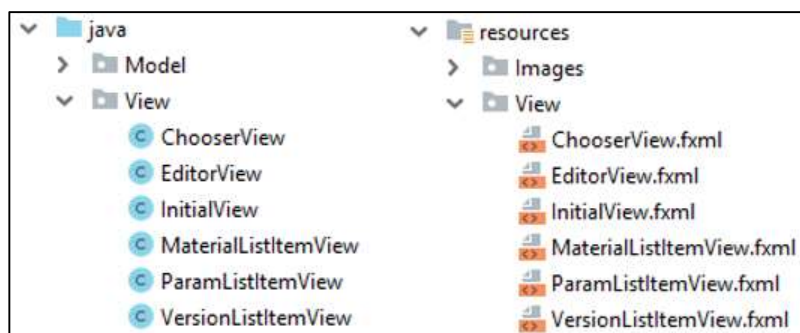 java
Model
View
ChooserView
EditorView
InitialView
MaterialListItemView
ParamListItemView
VersionListItemView
resources
Images
View
ChooserView.fxml
EditorView.fxml
InitialView.fxml
MaterialListItemView.fxml
ParamListItemView.fxml
VersionListItemView.fxml